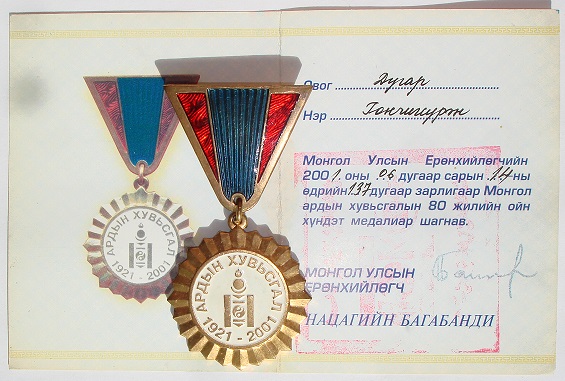 Овог Дугар
Нэр Гончигсүрэн
Монгол Улсын Ерөнхийлөгчийн
2001. оны 06 дугаар сарын 14 ны
өдрийн 137 дугаар зарлигаар Монгол
ардын хувьсгалын 80 жилийн ойн
хүндэт медалиар шагнав.
МОНГОЛ УЛСЫН
ЕРӨНХИЙЛӨГЧ
НАЦАГИЙН БАГАБАНДИ
АРДЫН ХУВЬСГАЛ
1921 - 2001
АРДЫН ХУВЬСГАЛ
1921 - 2001